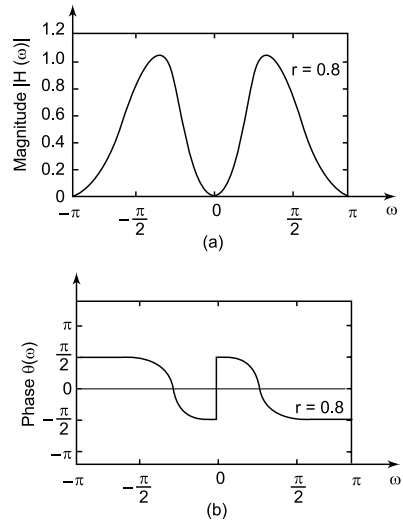 Magnitude |H (ω)|
1.2
1.0
0.8
0.6
0.4
0.2
0
r = 0.8
−π
−π/2
0
π/2
π
ω
(a)
Phase θ(ω)
π
π/2
0
−π/2
−π
r = 0.8
−π
−π/2
0
π/2
π
ω
(b)